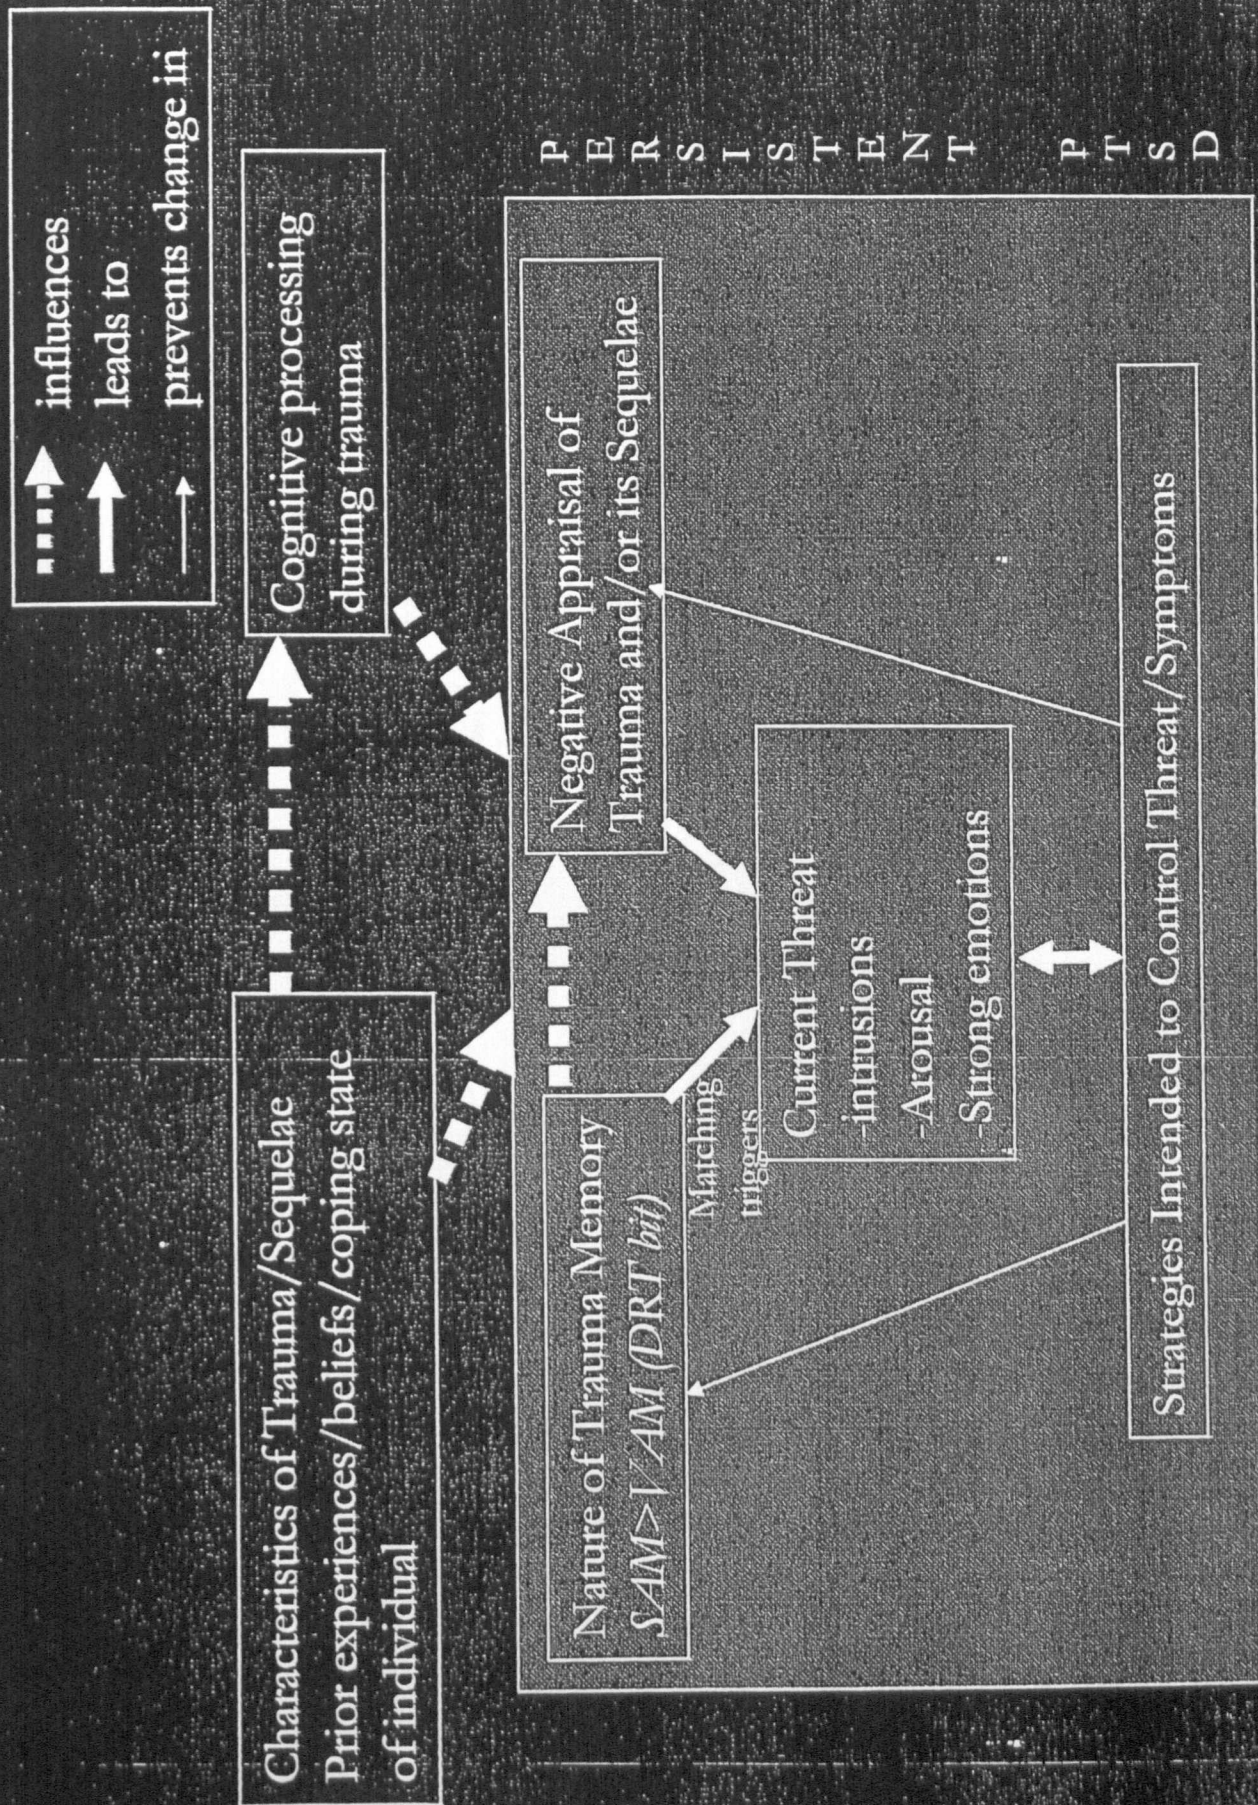 influences
leads to
prevents change in
Characteristics of Trauma/Sequelae
Prior experiences/beliefs/coping state
of individual
Cognitive processing
during trauma
Nature of Trauma Memory
SAM>VAM (DRT bit)
Negative Appraisal of
Trauma and/or its Sequelae
Matching
triggers
Current Threat
-intrusions
-Arousal
-Strong emotions
Strategies Intended to Control Threat/Symptoms
PERSISTENT PTSD